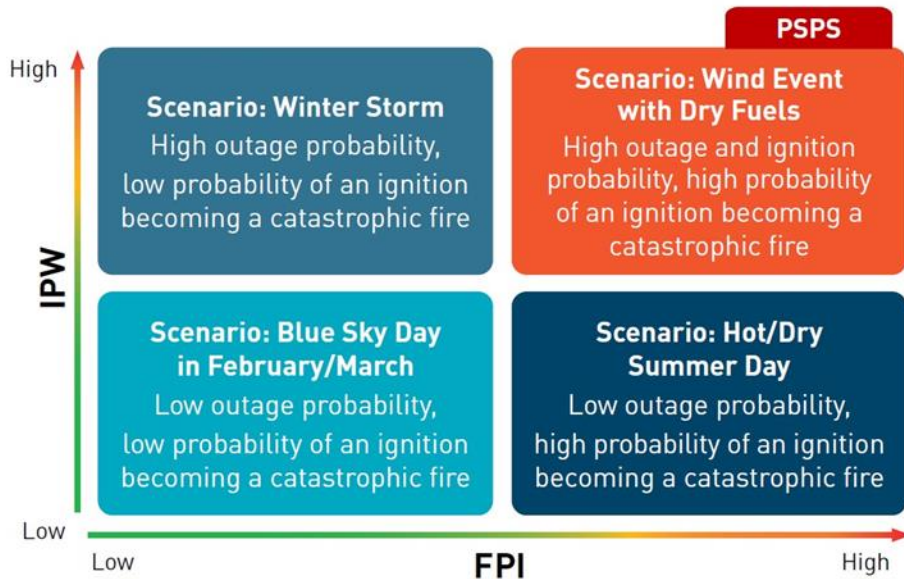 PSPS
High
Scenario: Winter Storm
High outage probability,
low probability of an ignition
becoming a catastrophic fire
Scenario: Wind Event
with Dry Fuels
High outage and ignition
probability, high probability
of an ignition becoming a
catastrophic fire
IPW
Scenario: Blue Sky Day
in February/March
Low outage probability,
low probability of an ignition
becoming a catastrophic fire
Scenario: Hot/Dry
Summer Day
Low outage probability,
high probability of an ignition
becoming a catastrophic fire
Low
Low
FPI
High